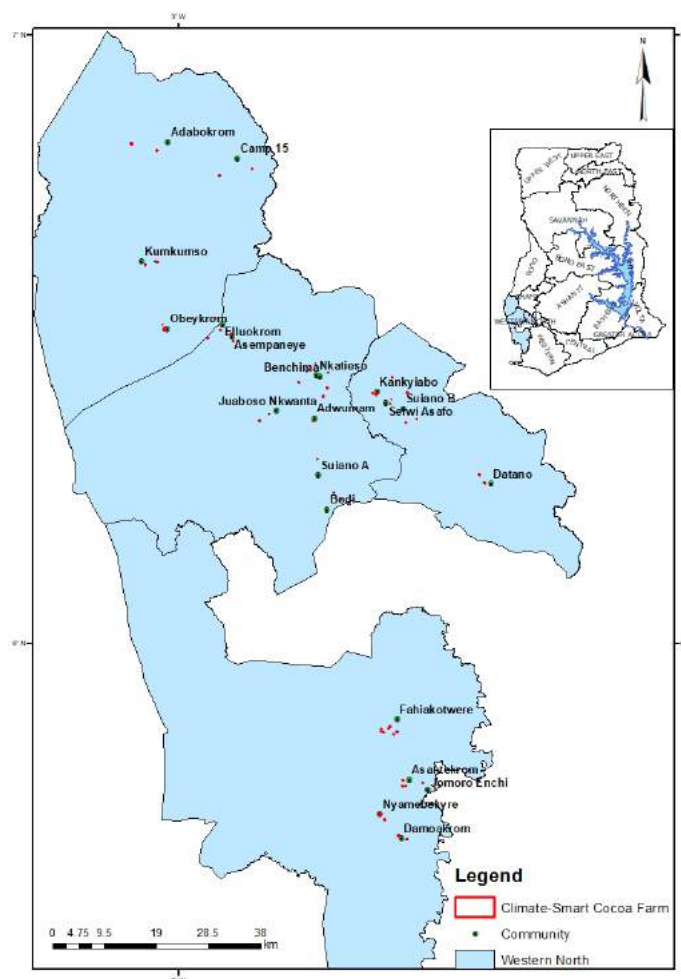 3°W
7°N
N
Adabokrom
Camp 15
UPPER WEST
UPPER EAST
NORTH EAST
NORTHERN
SAVANNAH
BONO EAST
ASHANTI
CENTRAL
WESTERN
Kumkumso
Obeykrom
Elluokrom
Asempaneye
Benchima
Nkatieso
Kankyiabo
Juaboso Nkwanta
Adwumam
Suiano B
Sefwi Asafo
Suiano A
Datano
Bodi
6°N
Fahiakotwere
Asantekrom
Jomoro Enchi
Nyamebekyre
Damoakrom
Legend
Climate-Smart Cocoa Farm
Community
Western North
0 4.75 9.5 19 28.5 38
km